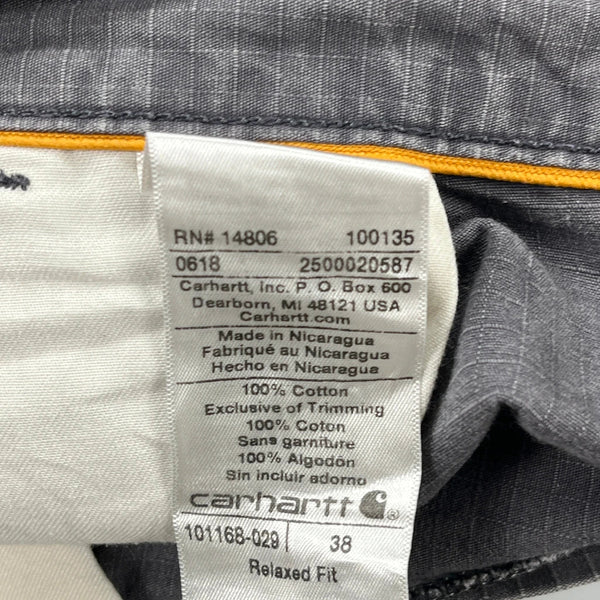 RN# 14806 100135
0618 2500020587
Carhartt, Inc. P. O. Box 600
Dearborn, MI 48121 USA
Carhartt.com
Made in Nicaragua
Fabriqué au Nicaragua
Hecho en Nicaragua
100% Cotton
Exclusive of Trimming
100% Coton
Sans garniture
100% Algodón
Sin incluir adorno
carhartt ®
101168-029 38
Relaxed Fit